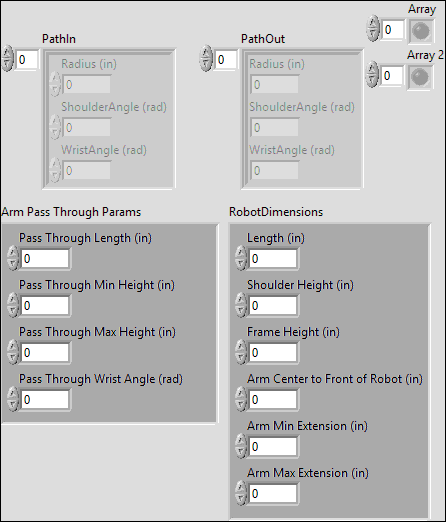 Array
PathIn
PathOut
0
0
0
Array 2
0
Radius (in)
0
ShoulderAngle (rad)
0
WristAngle (rad)
0
Radius (in)
0
ShoulderAngle (rad)
0
WristAngle (rad)
0
Arm Pass Through Params
Pass Through Length (in)
0
Pass Through Min Height (in)
0
Pass Through Max Height (in)
0
Pass Through Wrist Angle (rad)
0
RobotDimensions
Length (in)
0
Shoulder Height (in)
0
Frame Height (in)
0
Arm Center to Front of Robot (in)
0
Arm Min Extension (in)
0
Arm Max Extension (in)
0